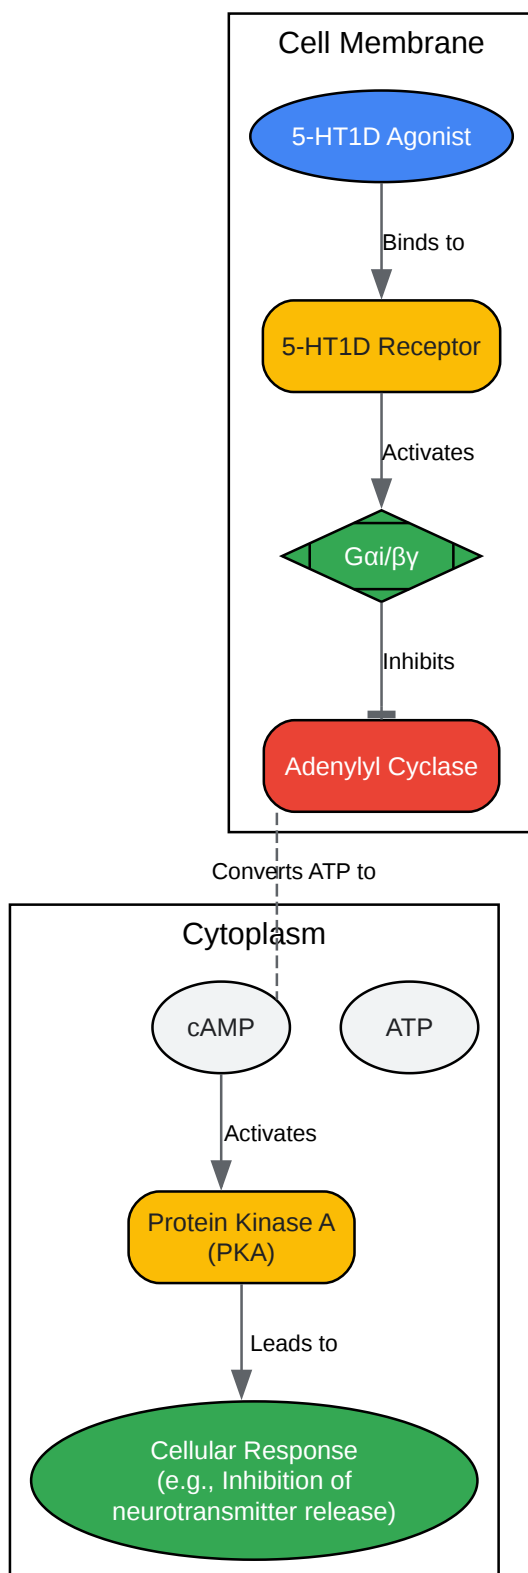 Cell Membrane
5-HT1D Agonist
Binds to
5-HT1D Receptor
Activates
Gαi/βγ
Inhibits
Adenylyl Cyclase
Converts ATP to
Cytoplasm
cAMP
ATP
Activates
Protein Kinase A
(PKA)
Leads to
Cellular Response
(e.g., Inhibition of
neurotransmitter release)